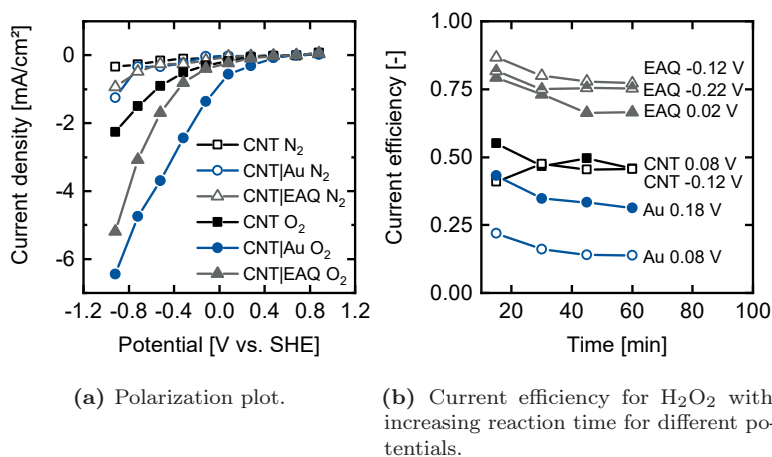 (a)
0
-2
-4
-6
Current density [mA/cm²]
CNT N₂
CNT|Au N₂
CNT|EAQ N₂
CNT O₂
CNT|Au O₂
CNT|EAQ O₂
-1.2 -0.8 -0.4 0.0 0.4 0.8
Potential [V vs. SHE]
(a) Polarization plot.
(b)
1.00
0.75
0.50
0.25
0.00
Current efficiency [-]
EAQ -0.12 V
EAQ -0.22 V
EAQ 0.02 V
CNT 0.08 V
CNT -0.12 V
Au 0.18 V
Au 0.08 V
20 40 60 80 100
Time [min]
(b) Current efficiency for H₂O₂ with
increasing reaction time for different po-
tentials.